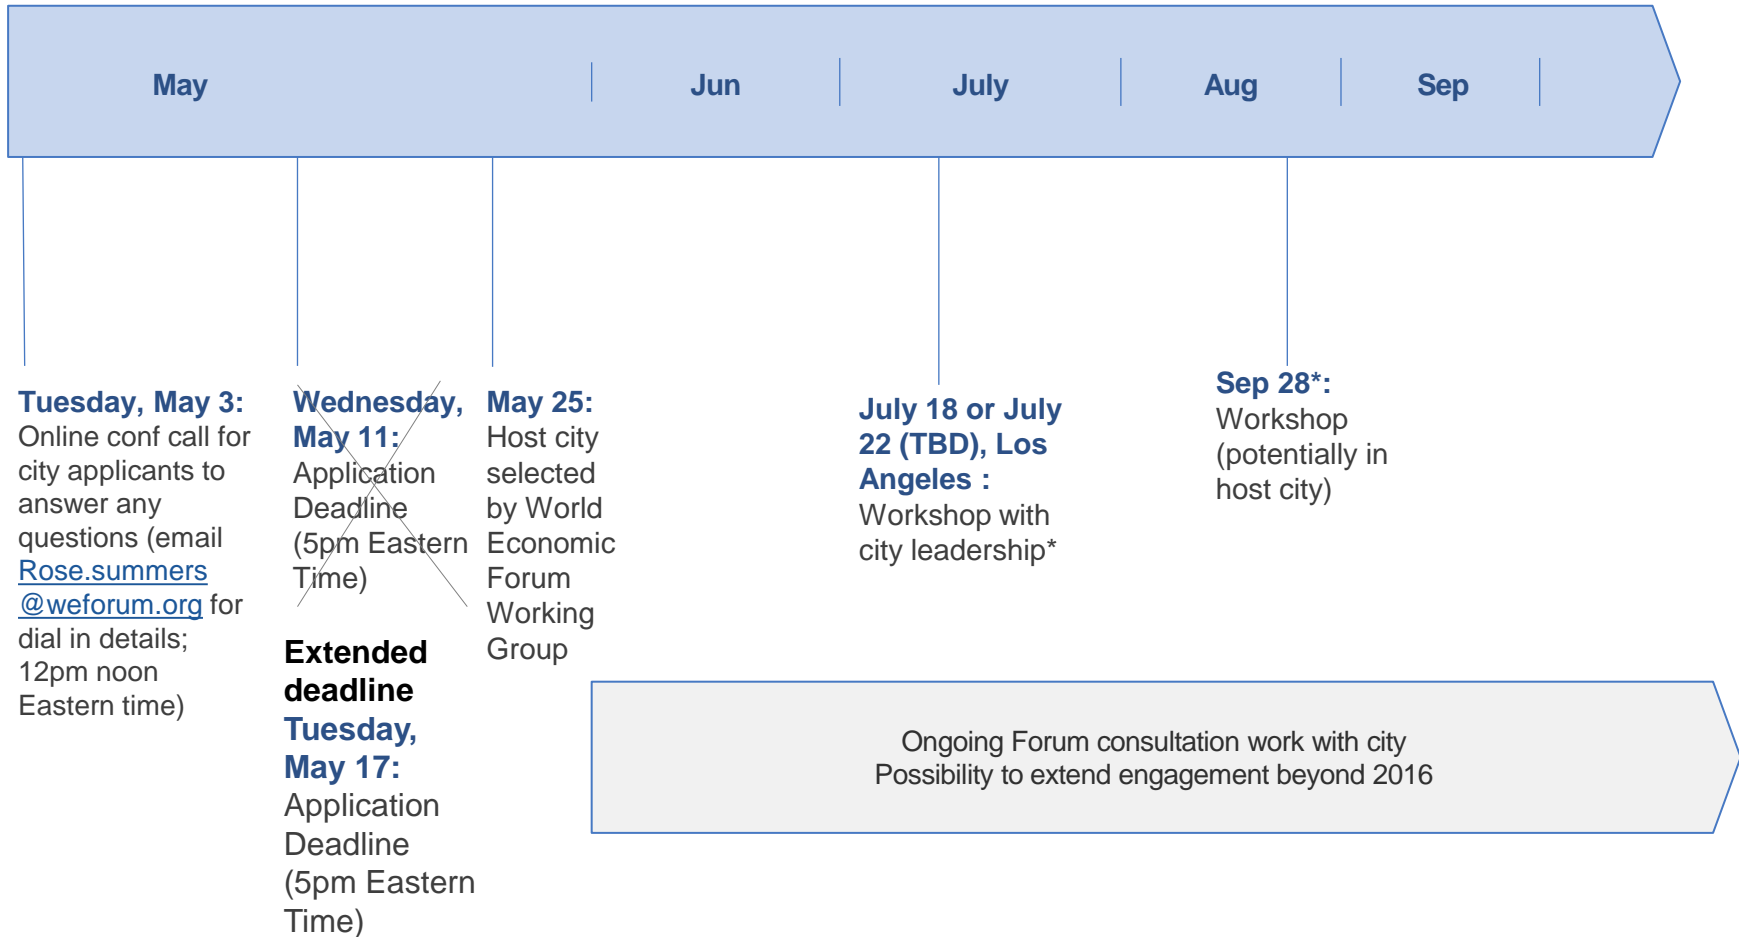 May
Jun
July
Aug
Sep
Tuesday, May 3:
Online conf call for
city applicants to
answer any
questions (email
Rose.summers
@weforum.org for
dial in details;
12pm noon
Eastern time)
Wednesday,
May 11:
Application
Deadline
(5pm Eastern
Time)
Extended
deadline
Tuesday,
May 17:
Application
Deadline
(5pm Eastern
Time)
May 25:
Host city
selected
by World
Economic
Forum
Working
Group
July 18 or July
22 (TBD), Los
Angeles :
Workshop with
city leadership*
Sep 28*:
Workshop
(potentially in
host city)
Ongoing Forum consultation work with city
Possibility to extend engagement beyond 2016